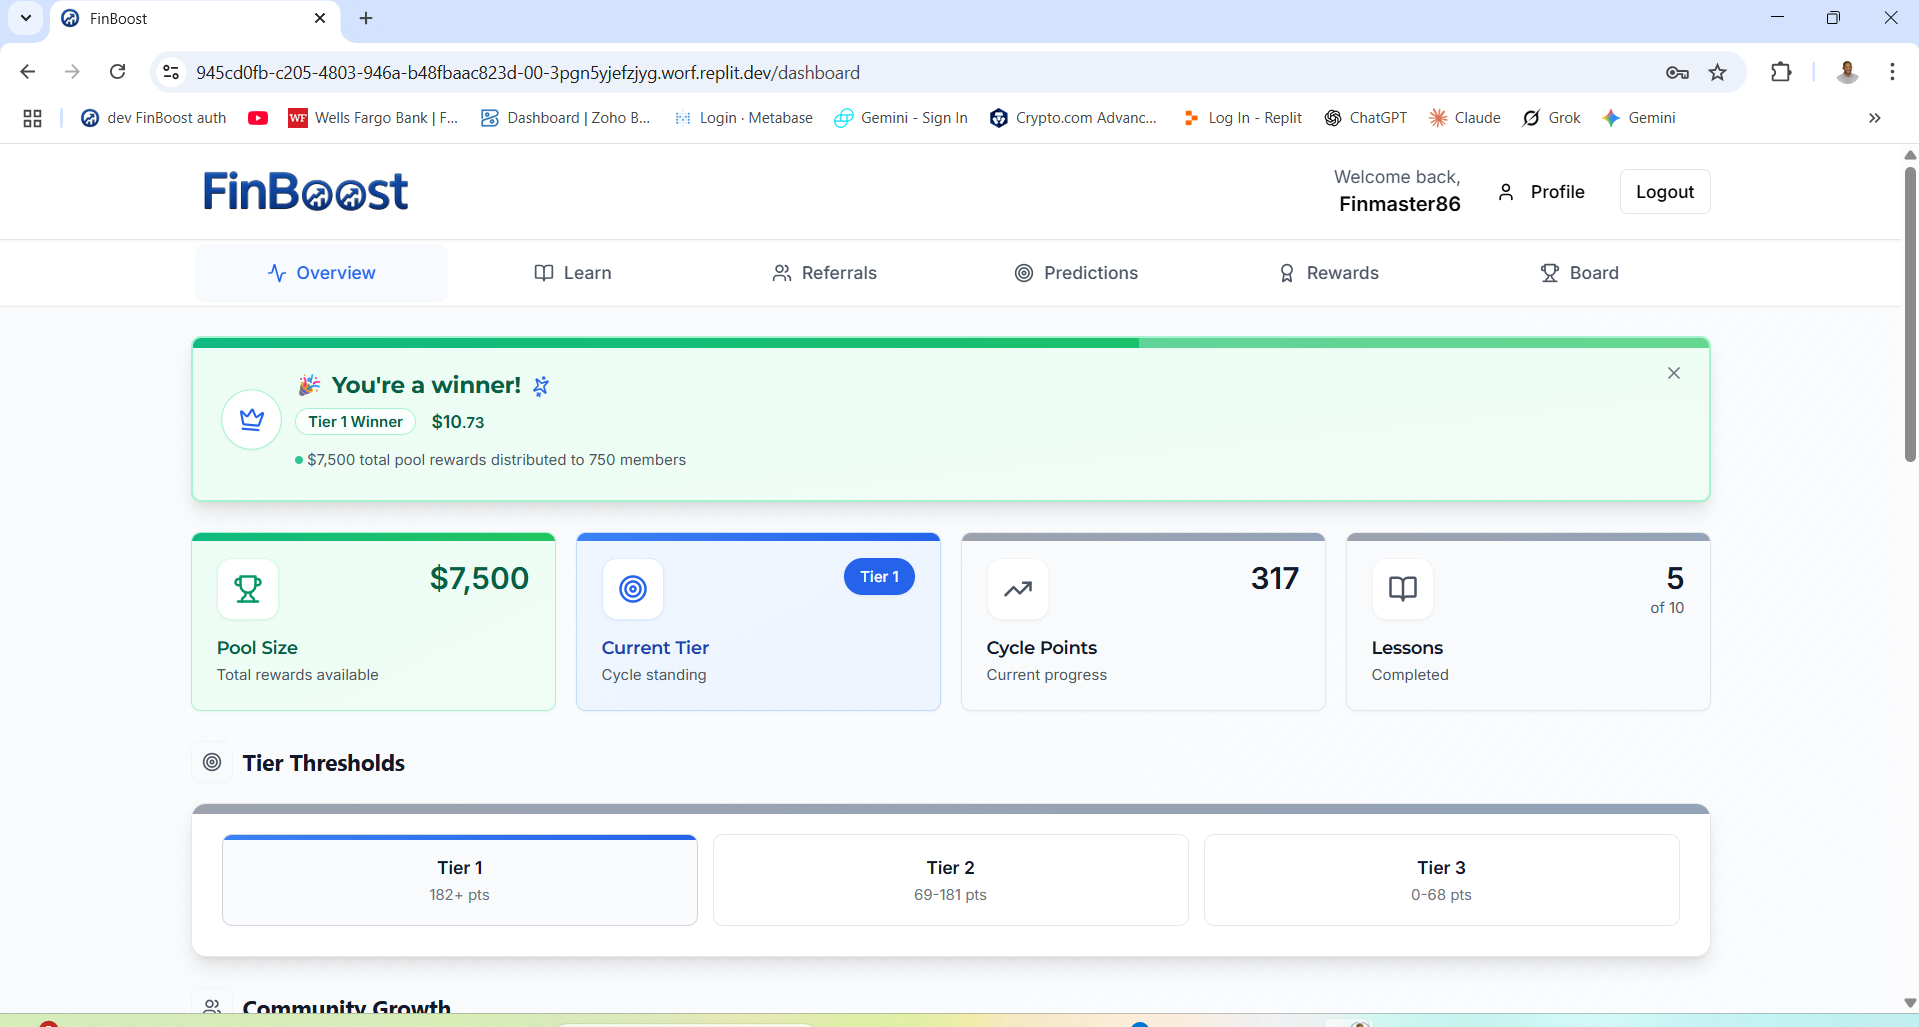 FinBoost
945cd0fb-c205-4803-946a-b48fbaac823d-00-3pgn5yjefzjyg.worf.replit.dev/dashboard
dev FinBoost auth
WF
Wells Fargo Bank | F...
Dashboard | Zoho B...
Login · Metabase
Gemini - Sign In
Crypto.com Advanc...
Log In - Replit
ChatGPT
Claude
Grok
Gemini
FinBoost
Welcome back,
Finmaster86
Profile
Logout
Overview
Learn
Referrals
Predictions
Rewards
Board
🎉 You're a winner!
Tier 1 Winner
$10.73
$7,500 total pool rewards distributed to 750 members
$7,500
Pool Size
Total rewards available
Tier 1
Current Tier
Cycle standing
317
Cycle Points
Current progress
5
of 10
Lessons
Completed
Tier Thresholds
Tier 1
182+ pts
Tier 2
69-181 pts
Tier 3
0-68 pts
Community Growth